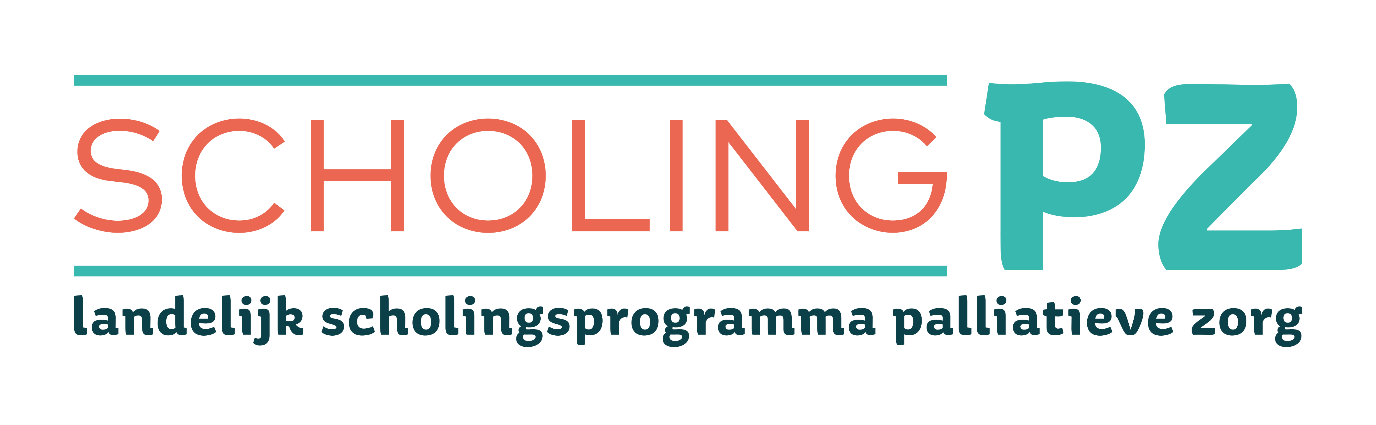 SCHOLING PZ
landelijk scholingsprogramma palliatieve zorg